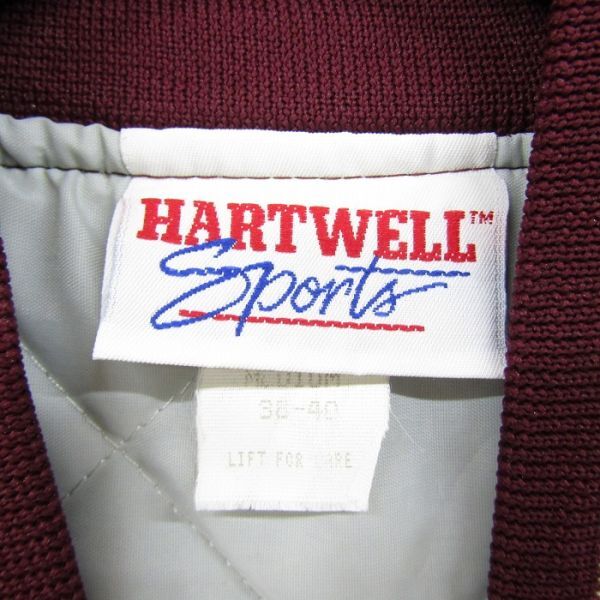 HARTWELL™
Sports
MEDIUM
38-40
LIFT FOR CARE